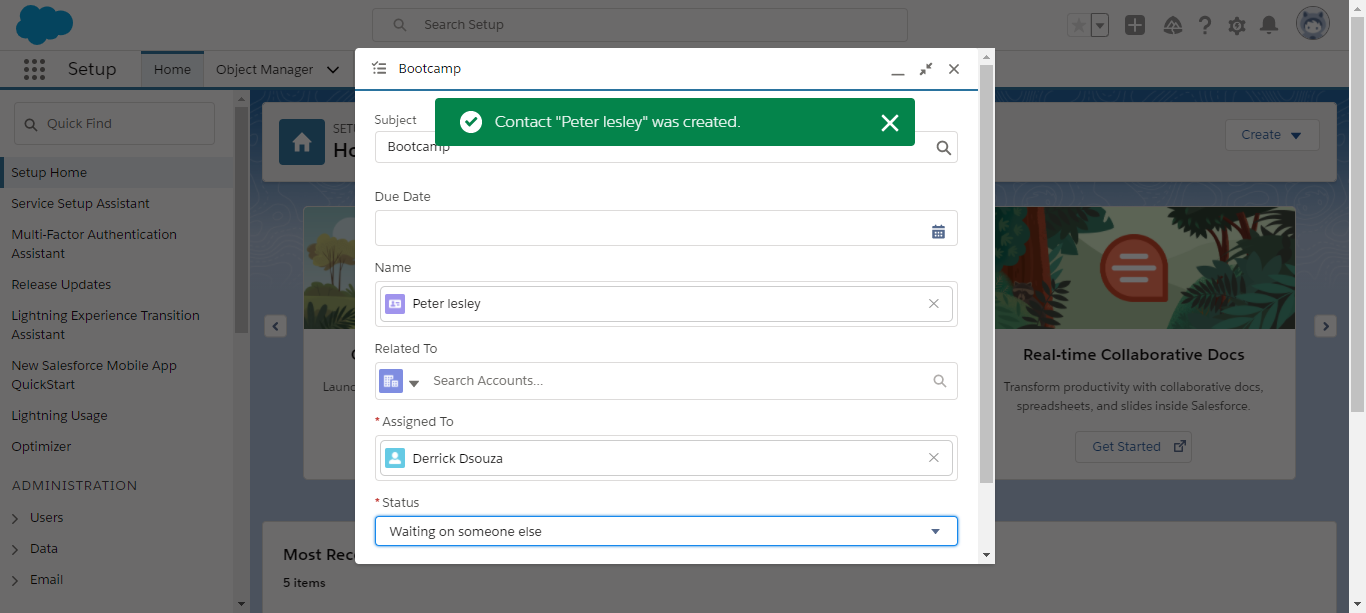 Search Setup
Setup
Home
Object Manager
Quick Find
Setup Home
Service Setup Assistant
Multi-Factor Authentication
Assistant
Release Updates
Lightning Experience Transition
Assistant
New Salesforce Mobile App
QuickStart
Lightning Usage
Optimizer
ADMINISTRATION
Users
Data
Email
SETU
Ho
Create
Launc
Most Rec
5 items
Bootcamp
Contact "Peter lesley" was created.
Subject
Bootcamp
Due Date
Name
Peter lesley
Related To
Search Accounts...
*Assigned To
Derrick Dsouza
*Status
Waiting on someone else
Real-time Collaborative Docs
Transform productivity with collaborative docs,
spreadsheets, and slides inside Salesforce.
Get Started